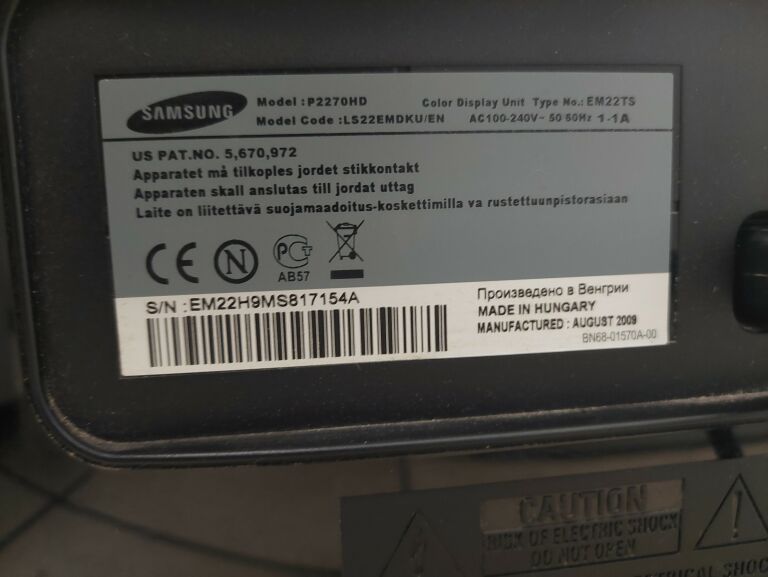 SAMSUNG
Model : P2270HD Color Display Unit Type No.: EM22TS
Model Code : LS22EMDKU/EN AC100-240V~ 50/60Hz 1-1A
US PAT.NO. 5,670,972
Apparatet må tilkoples jordet stikkontakt
Apparaten skall anslutas till jordat uttag
Laite on liitettävä suojamaadoitus-koskettimilla va rustettuunpistorasiaan
N
AB57
S/N : EM22H9MS817154A
Произведено в Венгрии
MADE IN HUNGARY
MANUFACTURED : AUGUST 2009
BN68-01570A-00
CAUTION
RISK OF ELECTRIC SHOCK
DO NOT OPEN